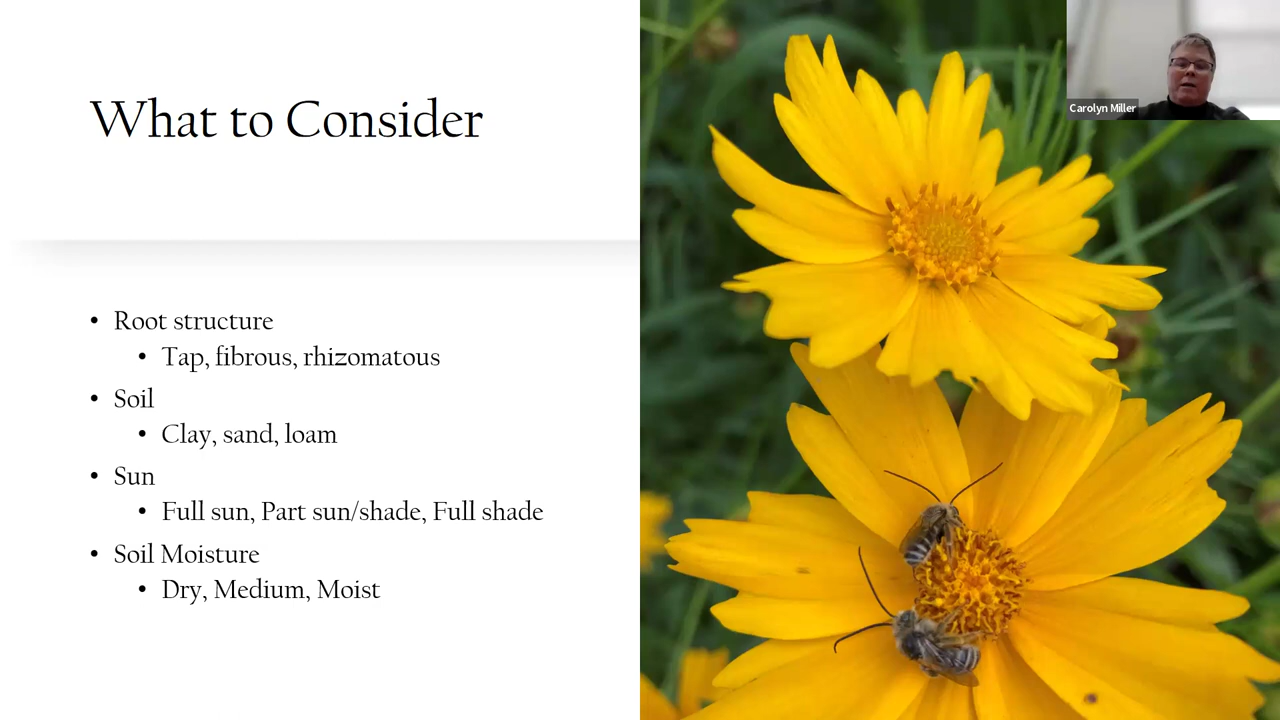 What to Consider
• Root structure
• Tap, fibrous, rhizomatous
• Soil
• Clay, sand, loam
• Sun
• Full sun, Part sun/shade, Full shade
• Soil Moisture
• Dry, Medium, Moist
Carolyn Miller